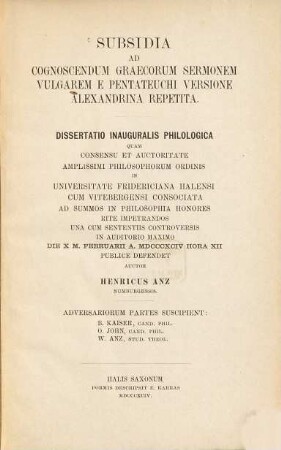 SUBSIDIA
AD
COGNOSCENDUM GRAECORUM SERMONEM
VULGAREM E PENTATEUCHI VERSIONE
ALEXANDRINA REPETITA.
DISSERTATIO INAUGURALIS PHILOLOGICA
QUAM
CONSENSU ET AUCTORITATE
AMPLISSIMI PHILOSOPHORUM ORDINIS
IN
UNIVERSITATE FRIDERICIANA HALENSI
CUM VITEBERGENSI CONSOCIATA
AD SUMMOS IN PHILOSOPHIA HONORES
RITE IMPETRANDOS
UNA CUM SENTENTIIS CONTROVERSIS
IN AUDITORIO MAXIMO
DIE X M. FEBRUARII A. MDCCCXCIV HORA XII
PUBLICE DEFENDET
AUCTOR
HENRICUS ANZ
NUMBURGENSIS.
ADVERSARIORUM PARTES SUSCIPIENT:
B. KAISER, CAND. PHIL.
O. JOHN, CAND. PHIL.
W. ANZ, STUD. THEOL.
HALIS SAXONUM
FORMIS DESCRIPSIT E. KARRAS
MDCCCXCIV.